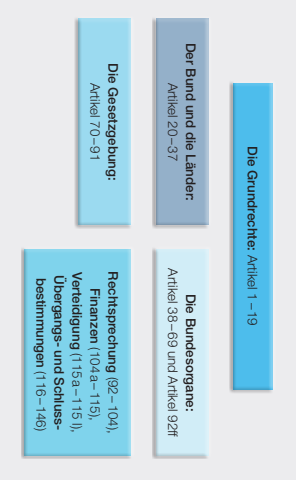 Die Grundrechte: Artikel 1–19
Der Bund und die Länder:
Artikel 20–37
Die Bundesorgane:
Artikel 38–69 und Artikel 92ff
Die Gesetzgebung:
Artikel 70–91
Rechtsprechung (92–104),
Finanzen (104a–115),
Verteidigung (115a–115 l),
Übergangs- und Schluss-
bestimmungen (116–146)